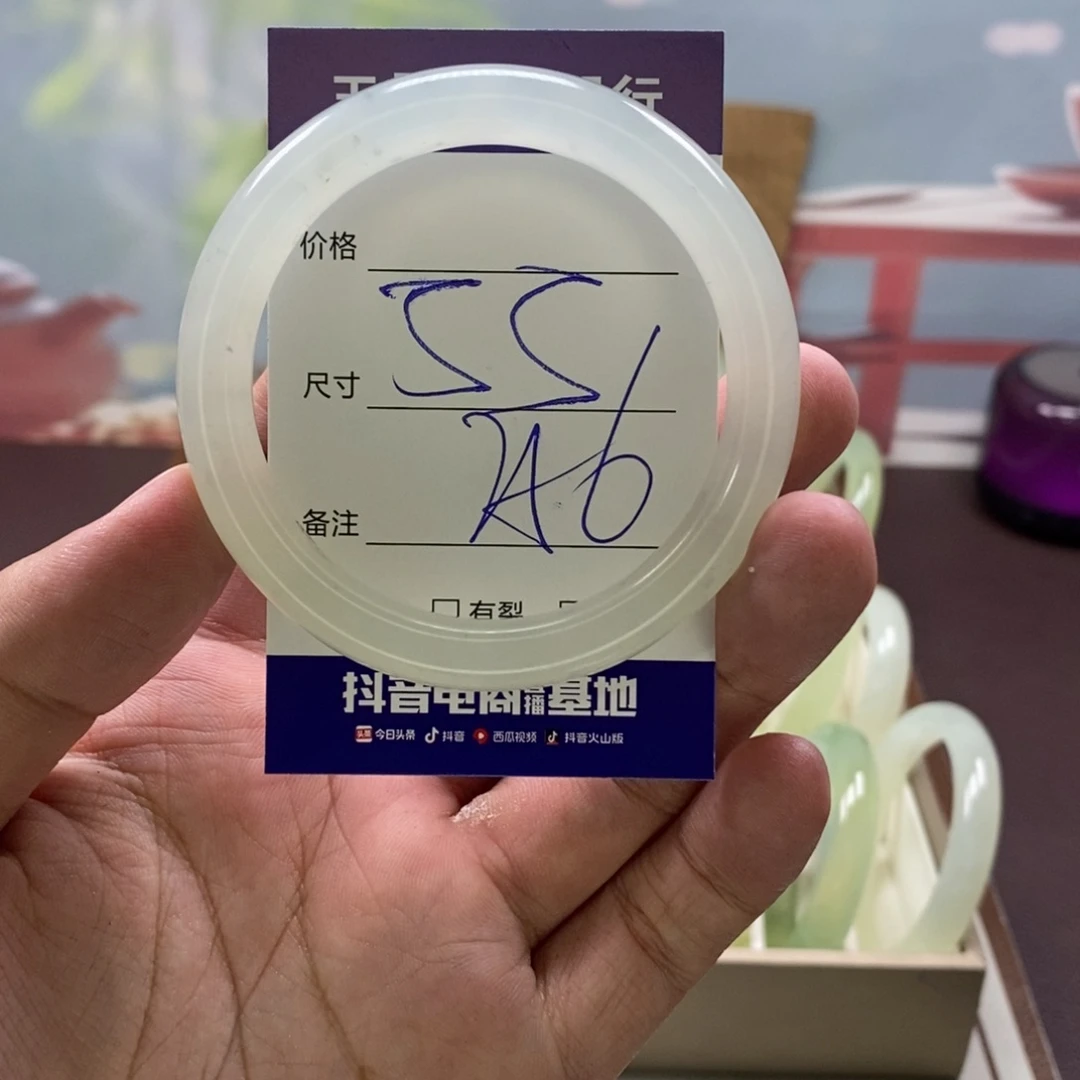 行
价格
55
尺寸
备注
有裂
抖音电商直播基地
今日头条 抖音 西瓜视频 抖音火山版